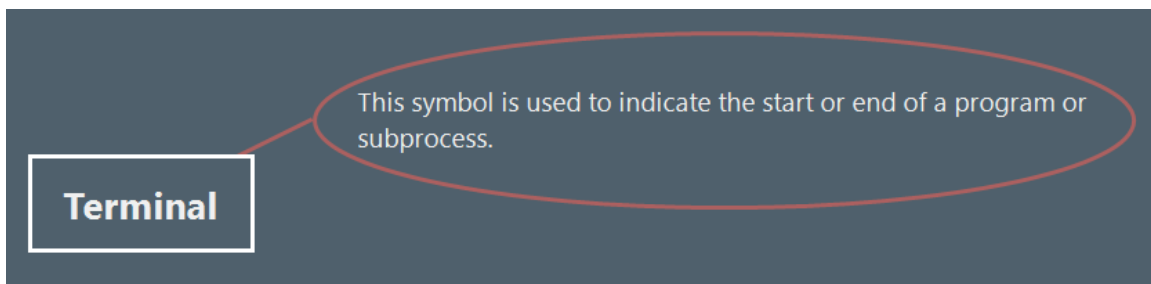 This symbol is used to indicate the start or end of a program or
subprocess.
Terminal